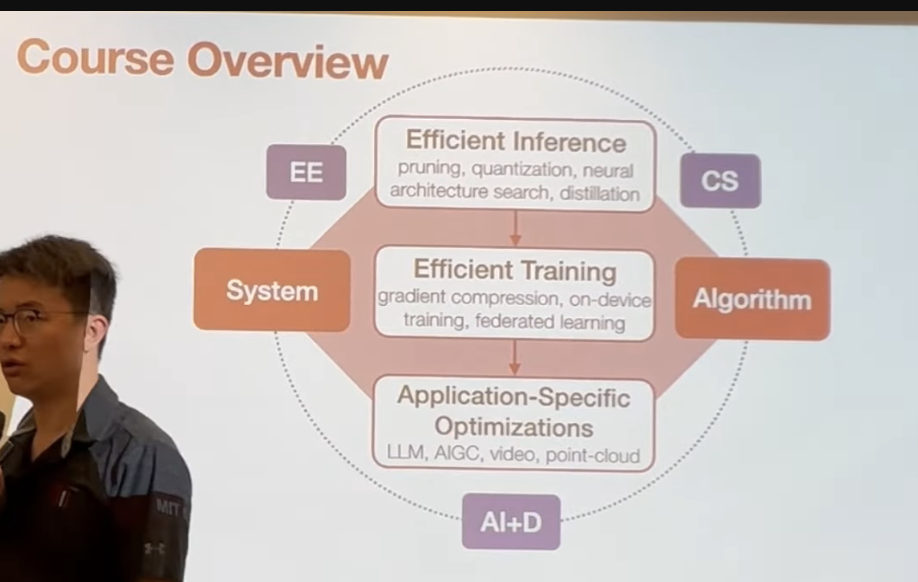 Course Overview
Efficient Inference
pruning, quantization, neural
architecture search, distillation
EE
CS
System
Efficient Training
gradient compression, on-device
training, federated learning
Algorithm
Application-Specific
Optimizations
LLM, AIGC, video, point-cloud
AI+D
MIT